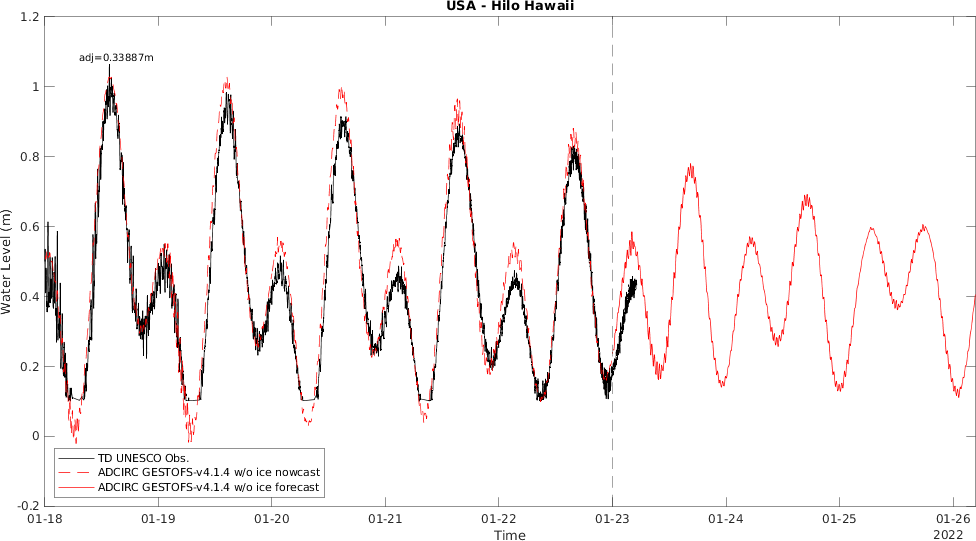 USA - Hilo Hawaii
1.2
adj=0.33887m
1
0.8
0.6
0.4
0.2
0
-0.2
Water Level (m)
TD UNESCO Obs.
ADCIRC GESTOFS-v4.1.4 w/o ice nowcast
ADCIRC GESTOFS-v4.1.4 w/o ice forecast
01-18 01-19 01-20 01-21 01-22 01-23 01-24 01-25 01-26
Time
2022